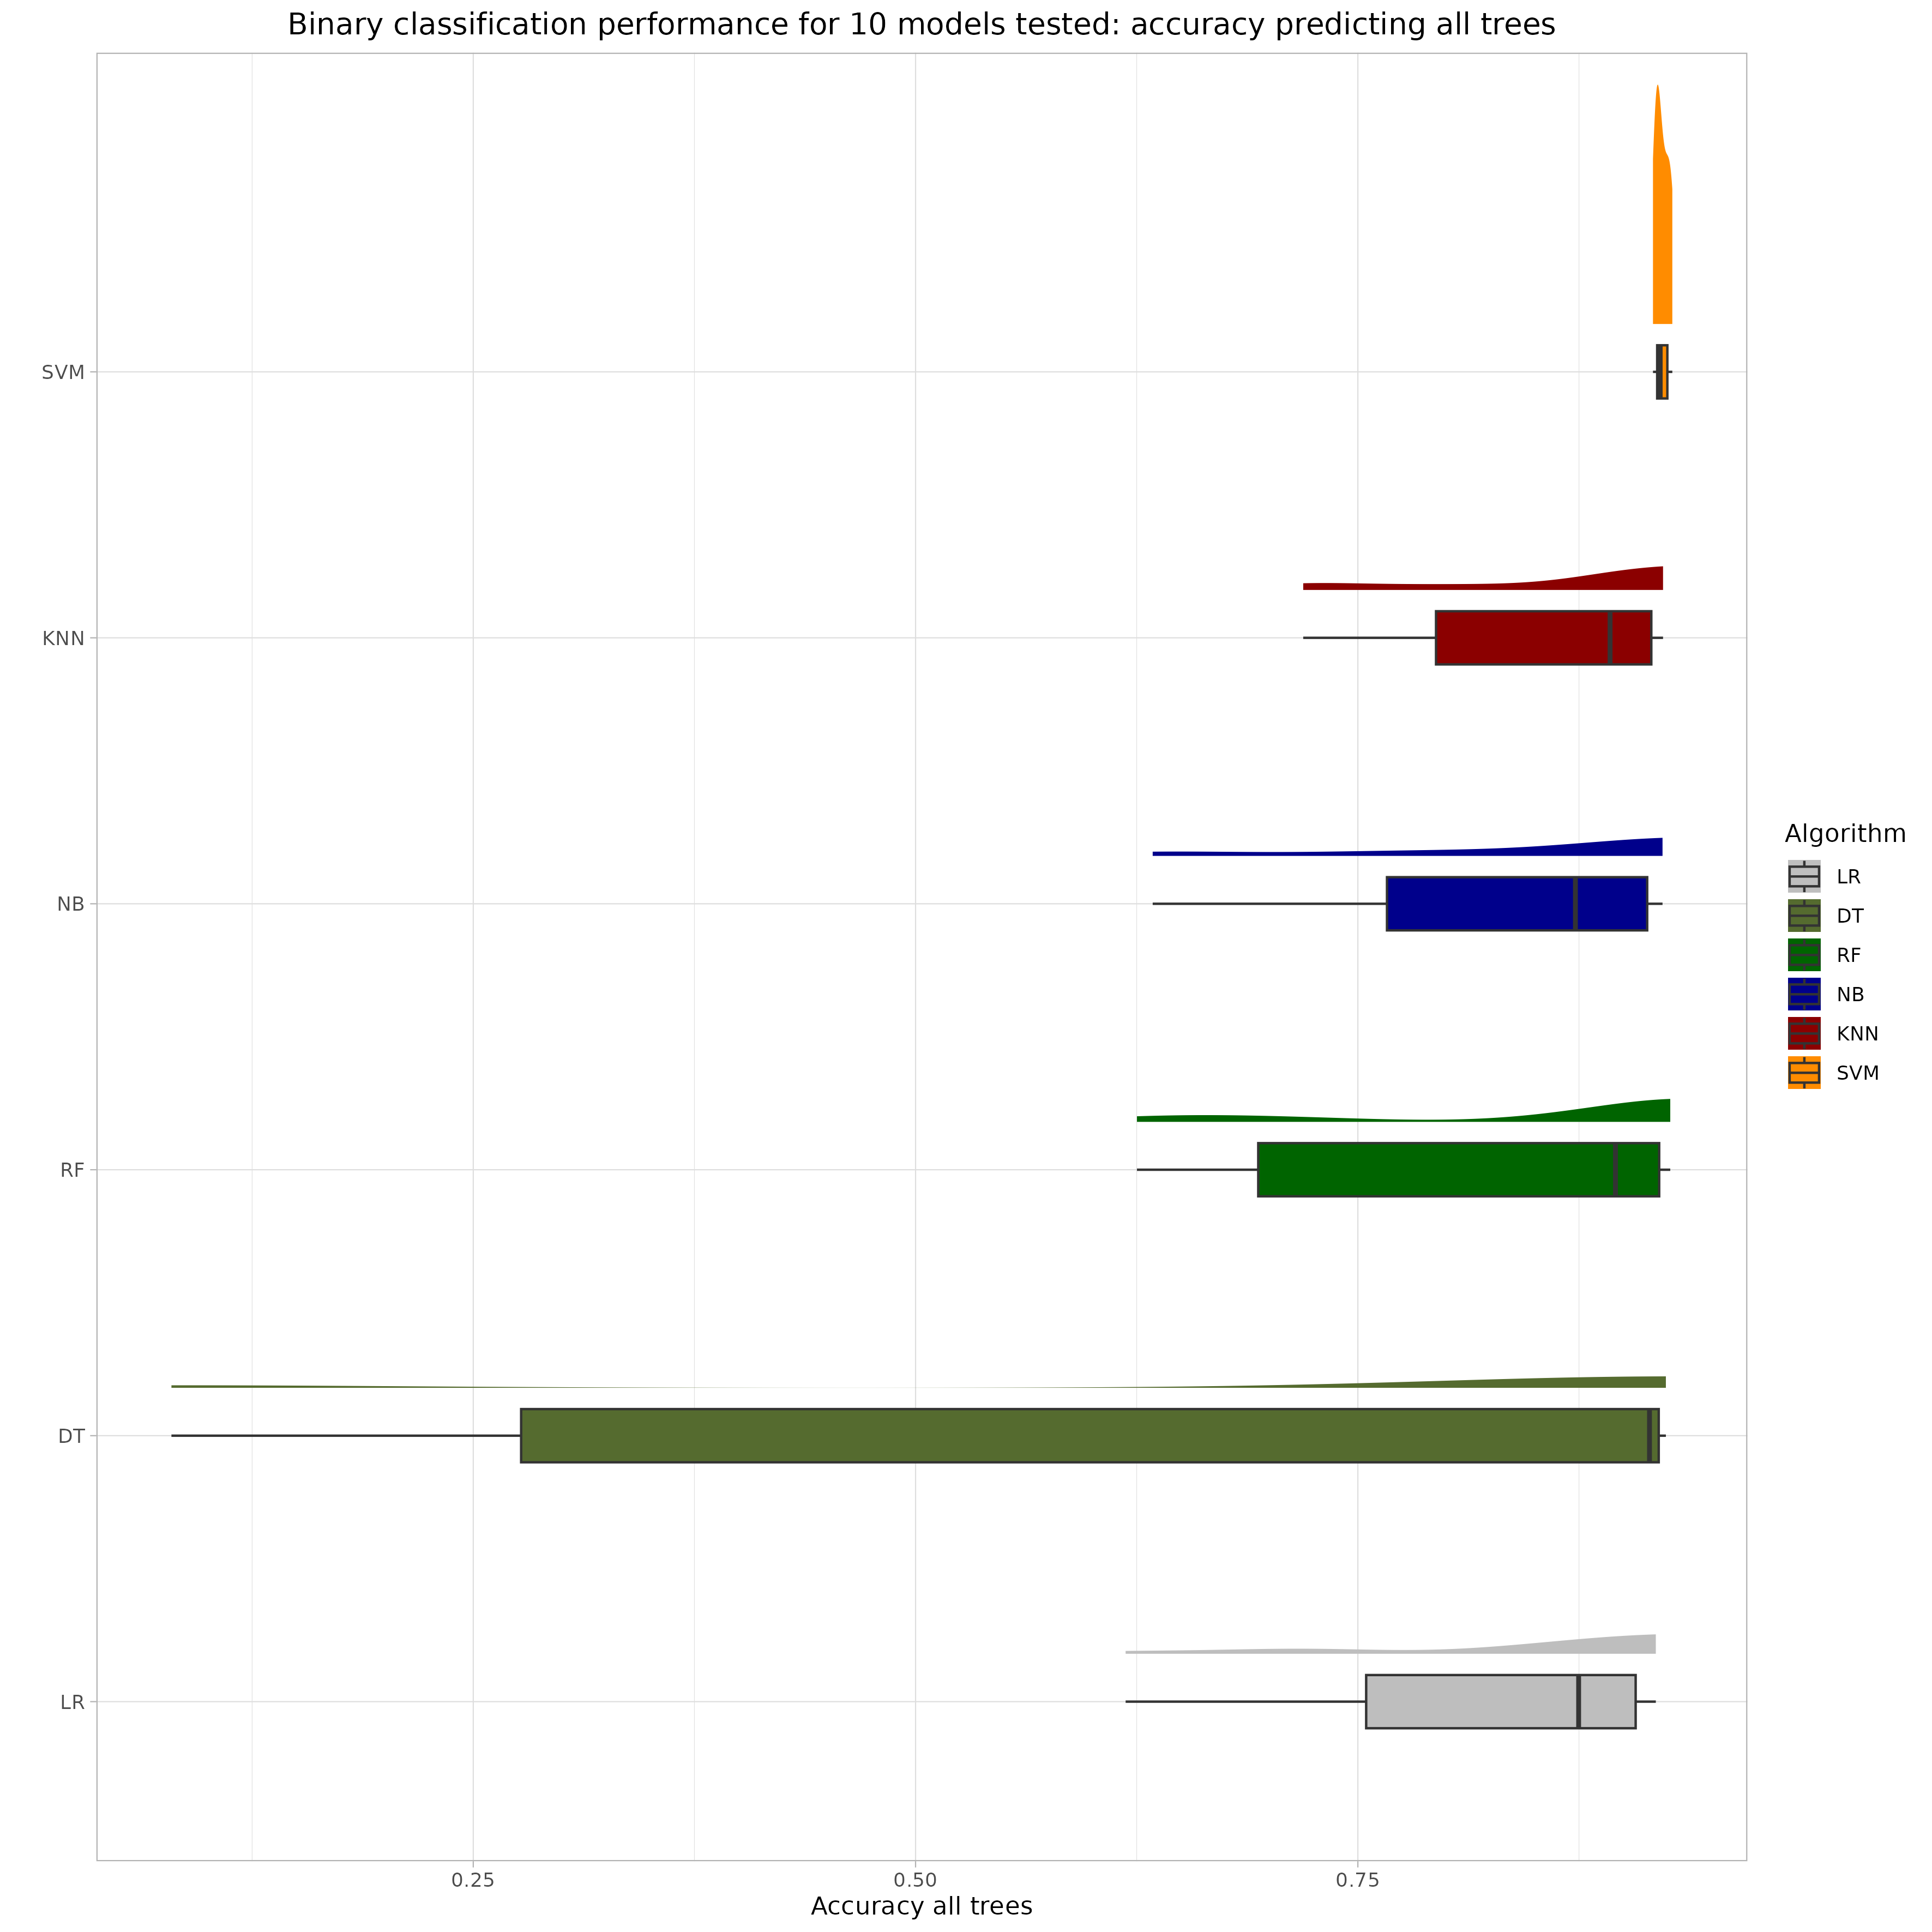 Binary classification performance for 10 models tested: accuracy predicting all trees
SVM
KNN
NB
RF
DT
LR
0.25
0.50
0.75
Accuracy all trees
Algorithm
LR
DT
RF
NB
KNN
SVM